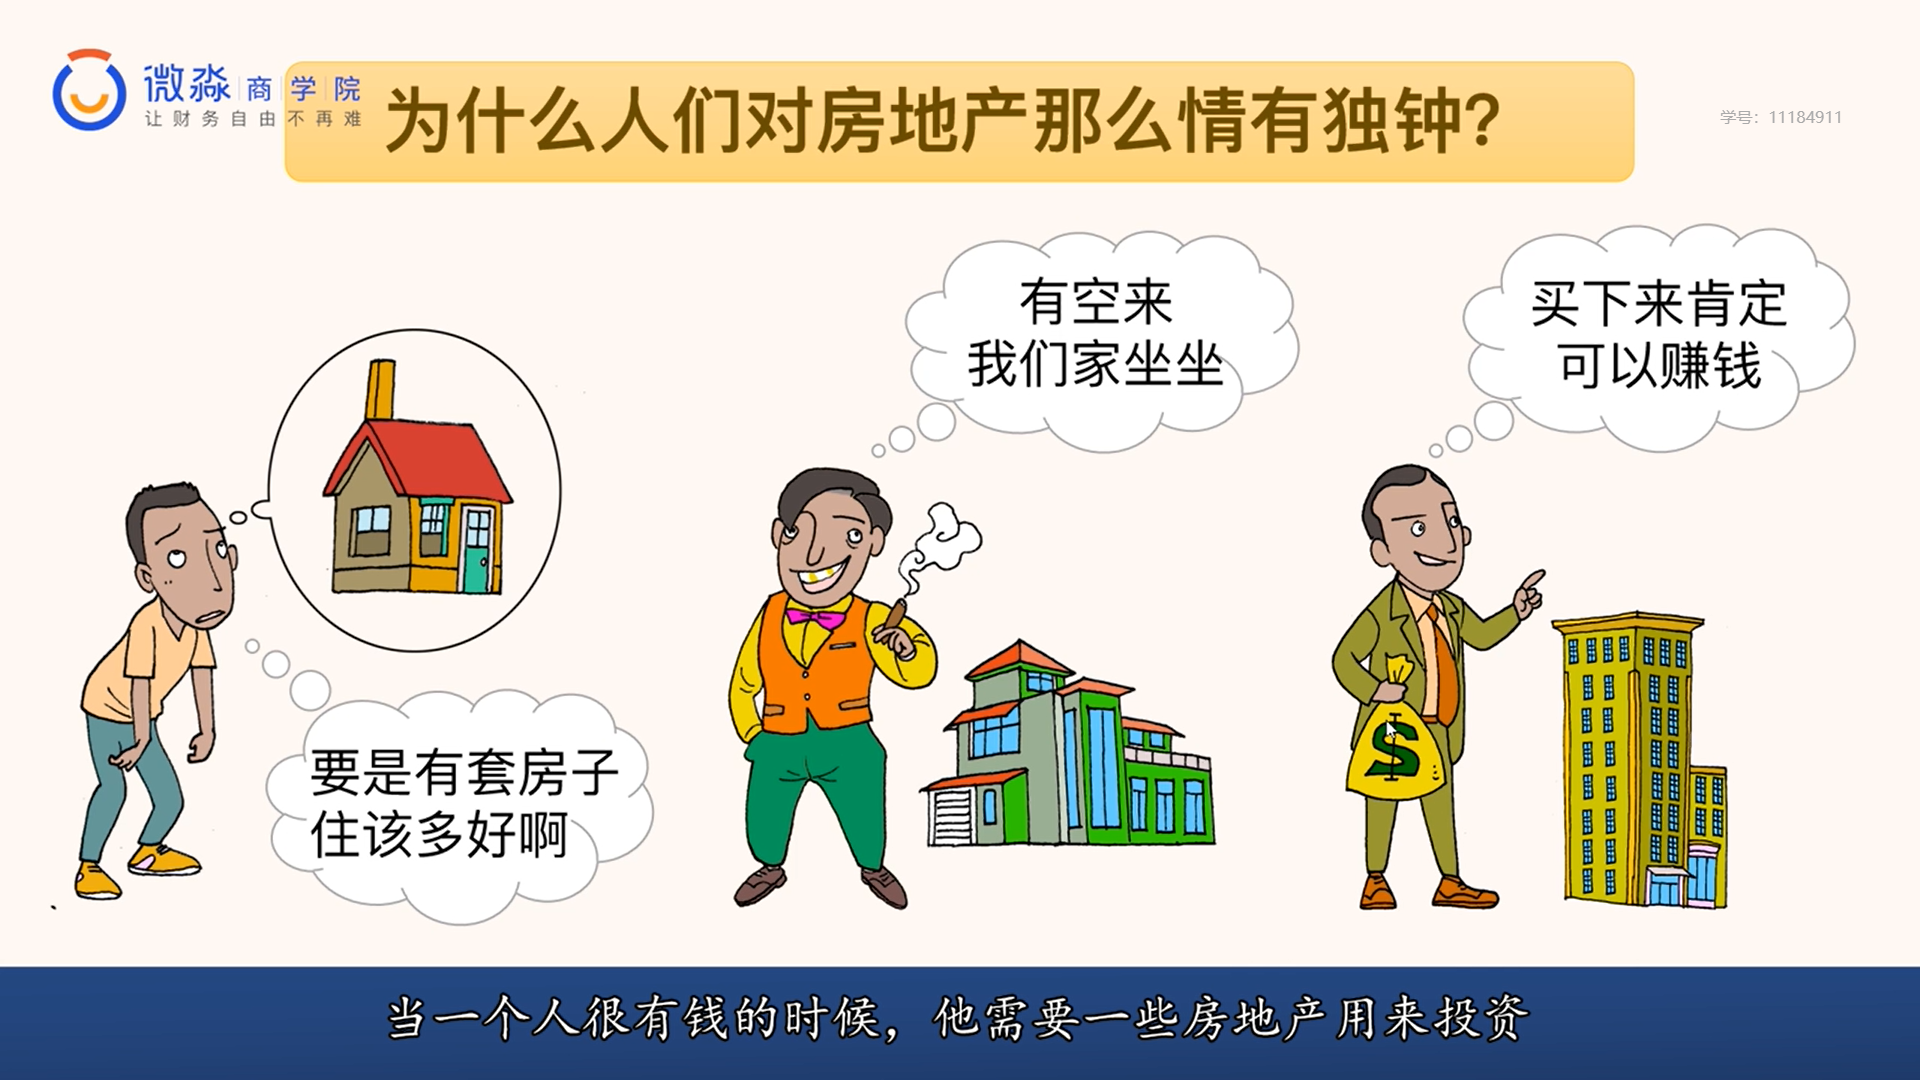 微淼商学院
让财务自由不再难
为什么人们对房地产那么情有独钟?
学号：11184911
有空来
我们家坐坐
买下来肯定
可以赚钱
要是有套房子
住该多好啊
$
当一个人很有钱的时候，他需要一些房地产用来投资